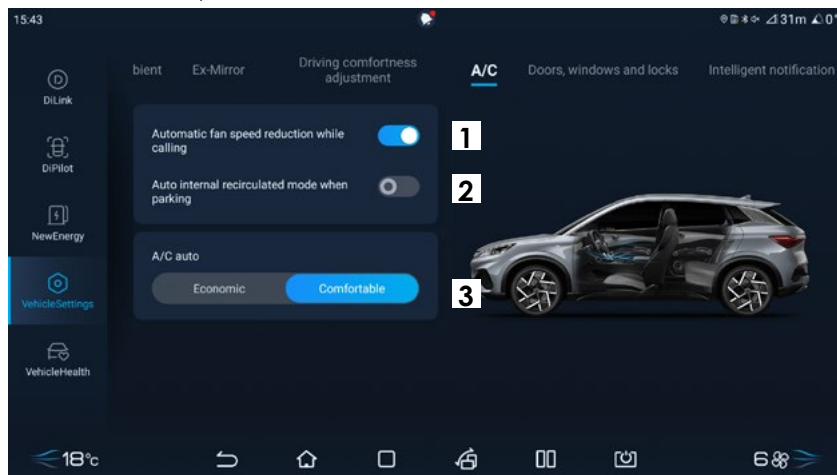 15:43
31m
0°
bient Ex-Mirror Driving comfortness adjustment A/C Doors, windows and locks Intelligent notification
DiLink
DiPilot
NewEnergy
VehicleSettings
VehicleHealth
Automatic fan speed reduction while
calling
1
Auto internal recirculated mode when
parking
2
A/C auto
Economic Comfortable
3
18°c
6